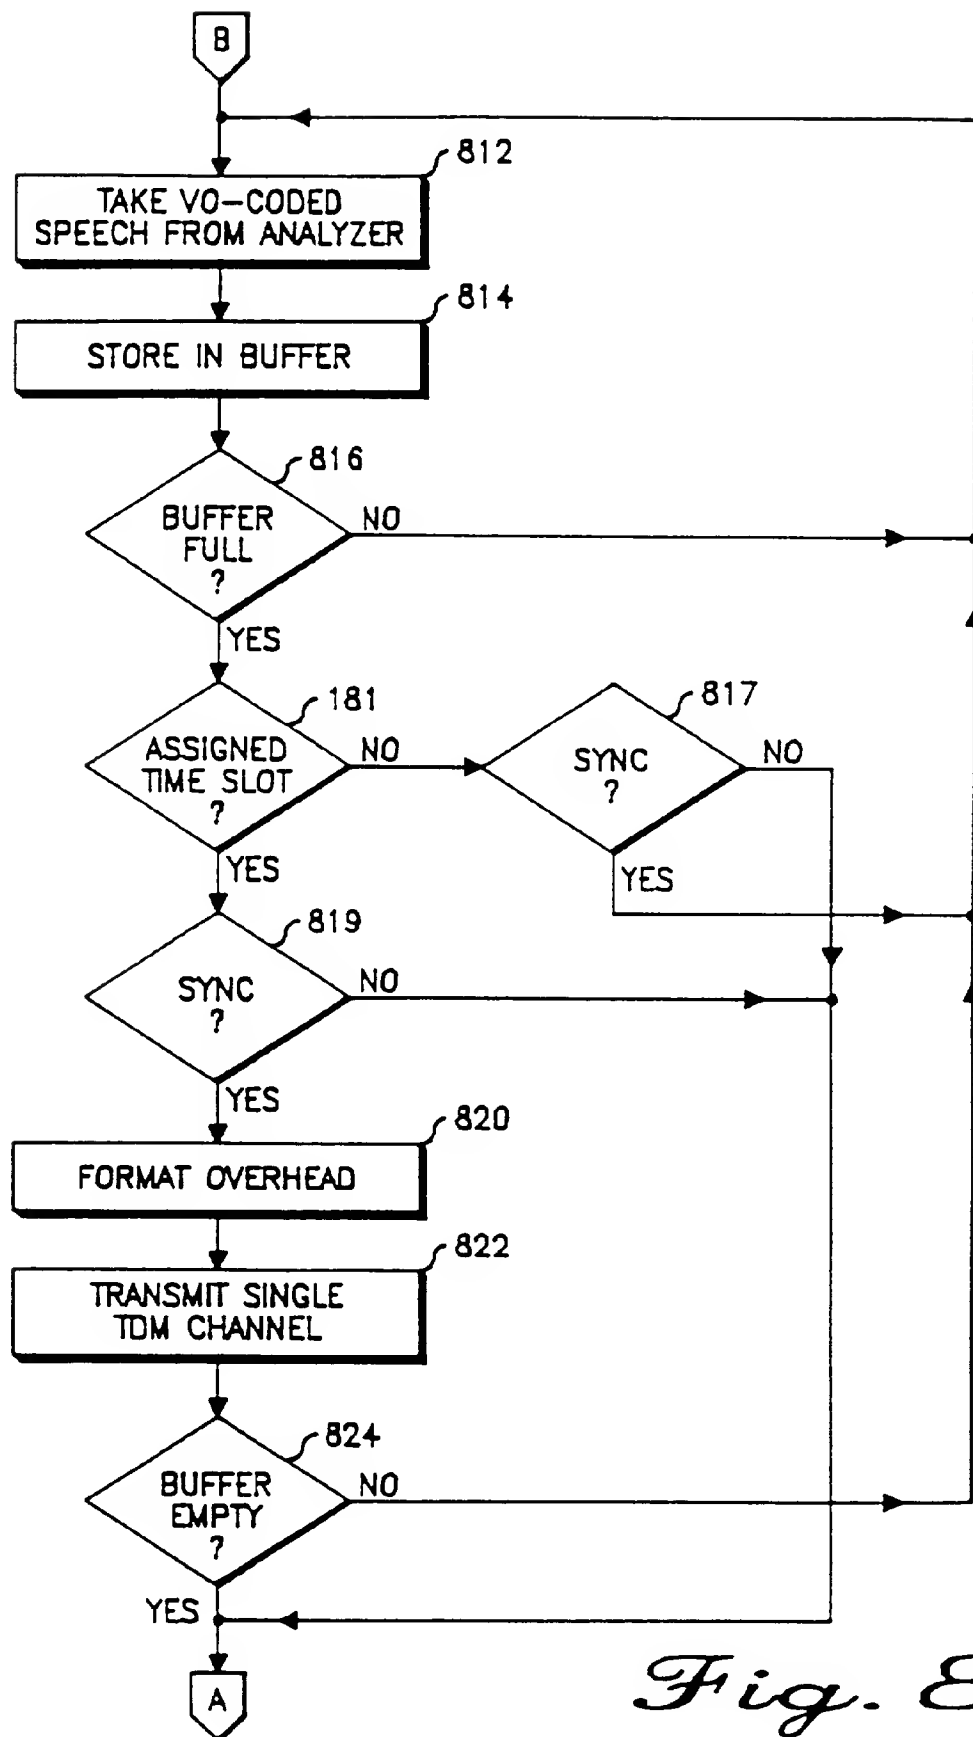 B
812
TAKE VO-CODED
SPEECH FROM ANALYZER
814
STORE IN BUFFER
816
BUFFER
FULL
?
NO
YES
181
ASSIGNED
TIME SLOT
?
NO
YES
817
SYNC
?
NO
YES
819
SYNC
?
NO
YES
820
FORMAT OVERHEAD
822
TRANSMIT SINGLE
TDM CHANNEL
824
BUFFER
EMPTY
?
NO
YES
A
Fig.